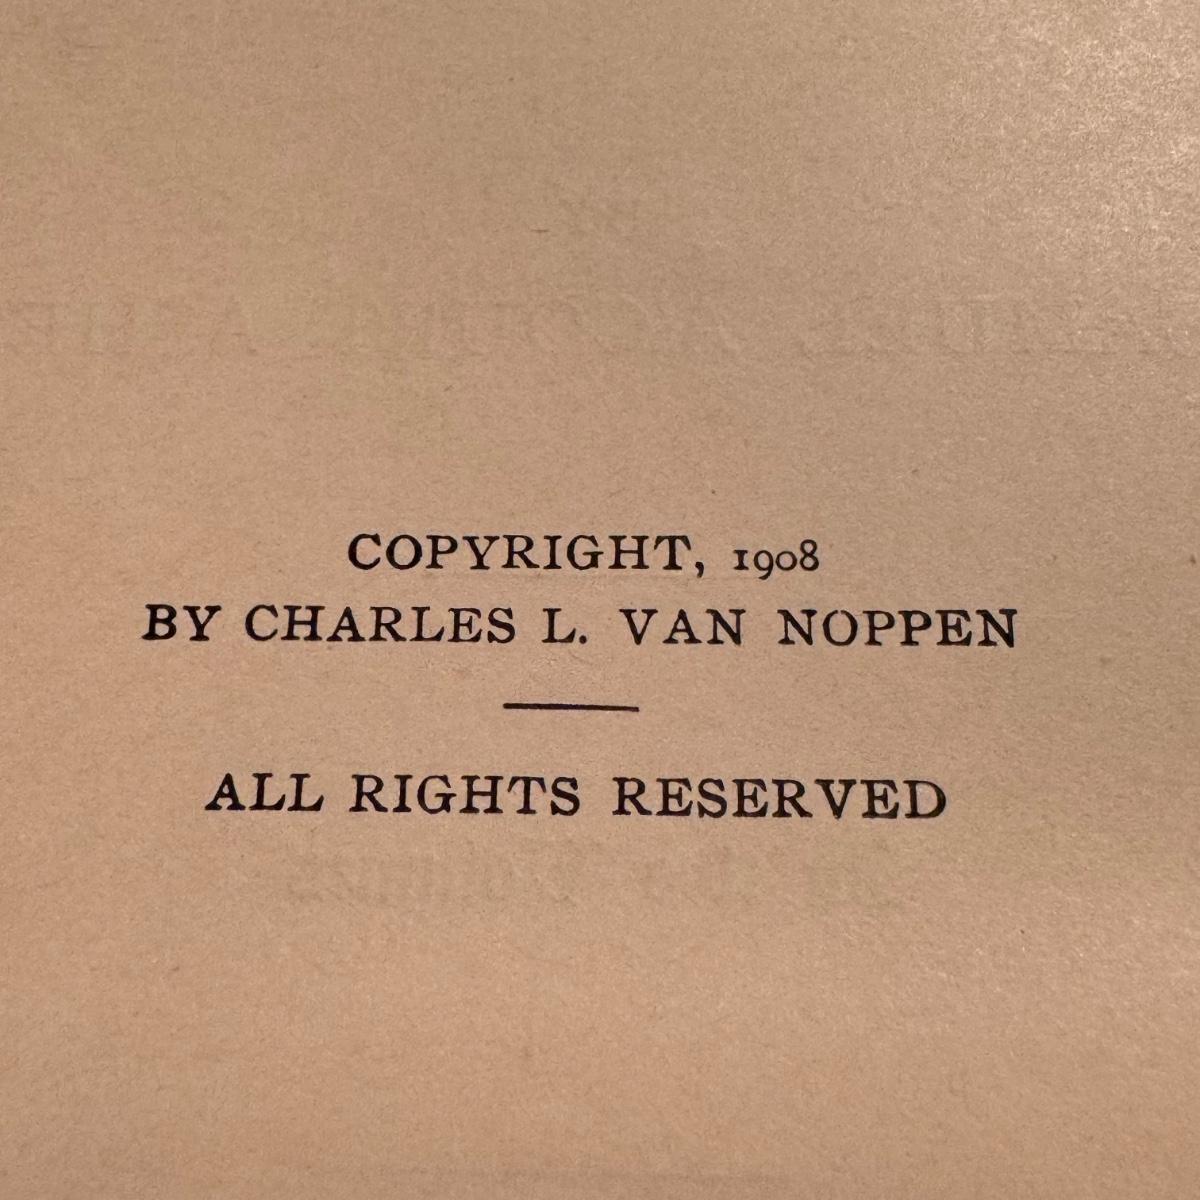 COPYRIGHT, 1908
BY CHARLES L. VAN NOPPEN
ALL RIGHTS RESERVED